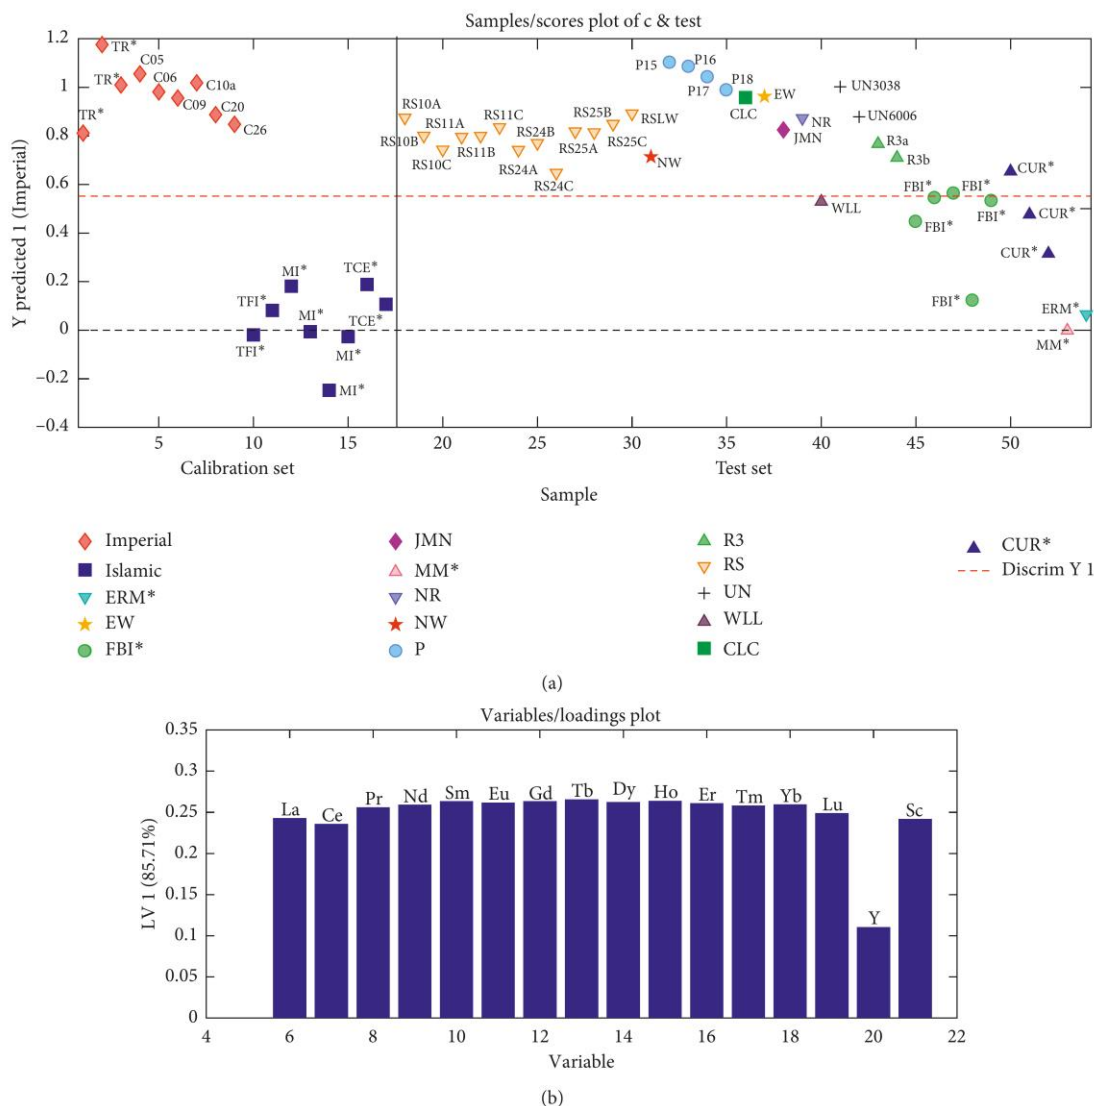 Samples/scores plot of c & test
Y predicted 1 (Imperial)
1.2
1
0.8
0.6
0.4
0.2
0
−0.2
−0.4
TR*
TR*
TR*
C05
C06
C09
C10a
C20
C26
TFI*
TFI*
MI*
MI*
MI*
MI*
TCE*
TCE*
RS10A
RS10B
RS10C
RS11A
RS11B
RS11C
RS24A
RS24B
RS24C
RS25A
RS25B
RS25C
RSLW
NW
P15
P16
P17
P18
CLC
EW
JMN
NR
WLL
UN3038
UN6006
R3a
R3b
FBI*
FBI*
FBI*
FBI*
FBI*
CUR*
CUR*
CUR*
ERM*
MM*
5 10 15 20 25 30 35 40 45 50
Calibration set Test set
Sample
Imperial
Islamic
ERM*
EW
FBI*
JMN
MM*
NR
NW
P
R3
RS
UN
WLL
CLC
CUR*
Discrim Y 1
(a)
Variables/loadings plot
LV 1 (85.71%)
0.35
0.3
0.25
0.2
0.15
0.1
0.05
0
La Ce Pr Nd Sm Eu Gd Tb Dy Ho Er Tm Yb Lu Y Sc
4 6 8 10 12 14 16 18 20 22
Variable
(b)